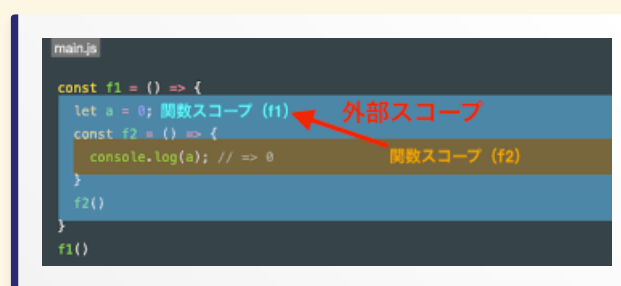 main.js
const f1 = () => {
let a = 0; 関数スコープ（f1） 外部スコープ
const f2 = () => {
console.log(a); // => 0 関数スコープ（f2）
}
f2()
}
f1()